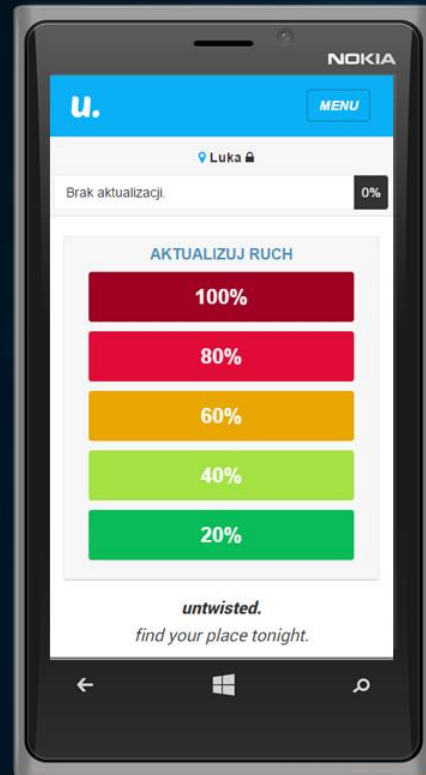 NOKIA
u.
MENU
Luka
Brak aktualizacji.
0%
AKTUALIZUJ RUCH
100%
80%
60%
40%
20%
untwisted.
find your place tonight.